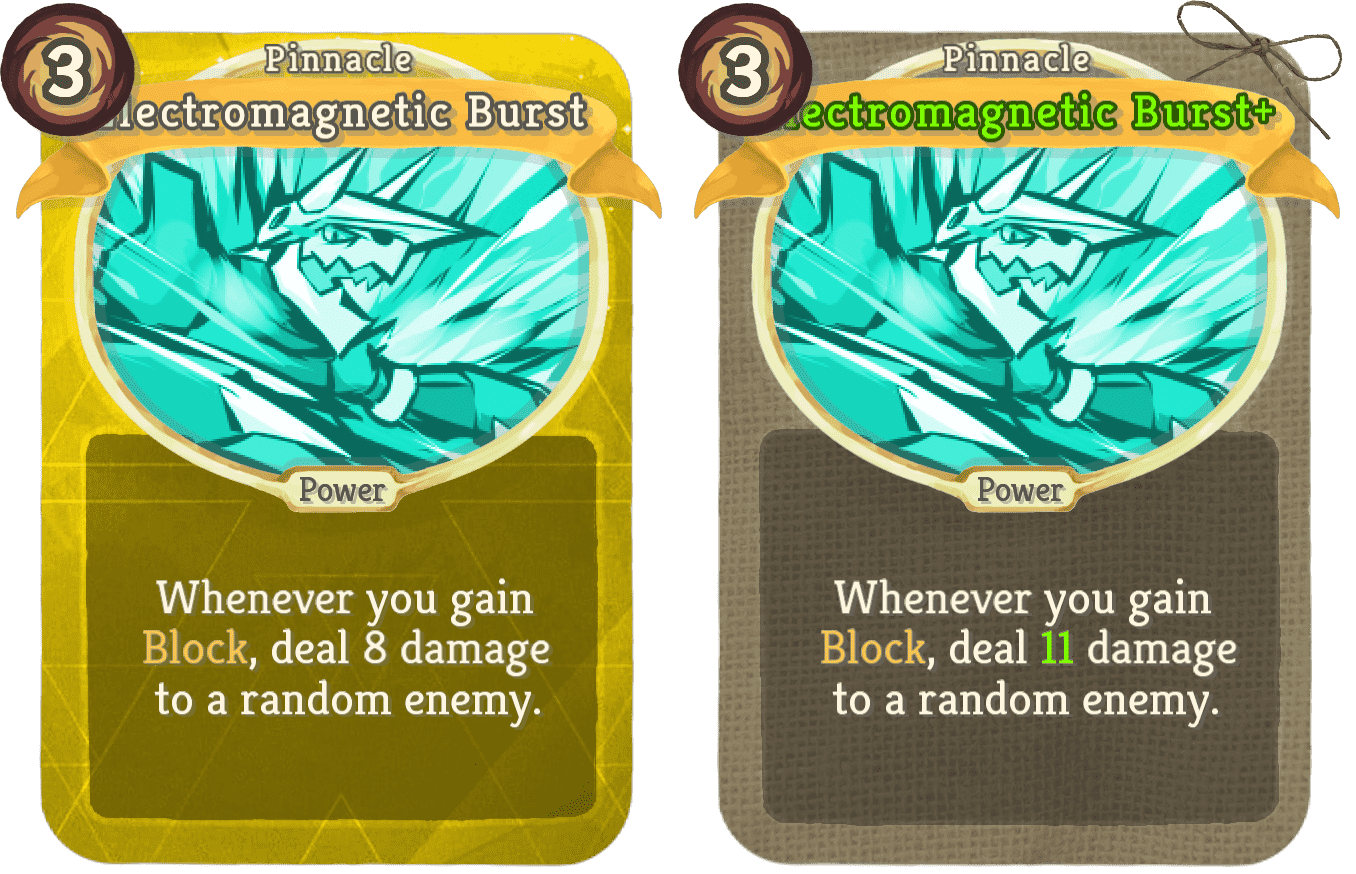 3
Pinnacle
lectromagnetic Burst
Power
Whenever you gain
Block, deal 8 damage
to a random enemy.
3
Pinnacle
lectromagnetic Burst+
Power
Whenever you gain
Block, deal 11 damage
to a random enemy.